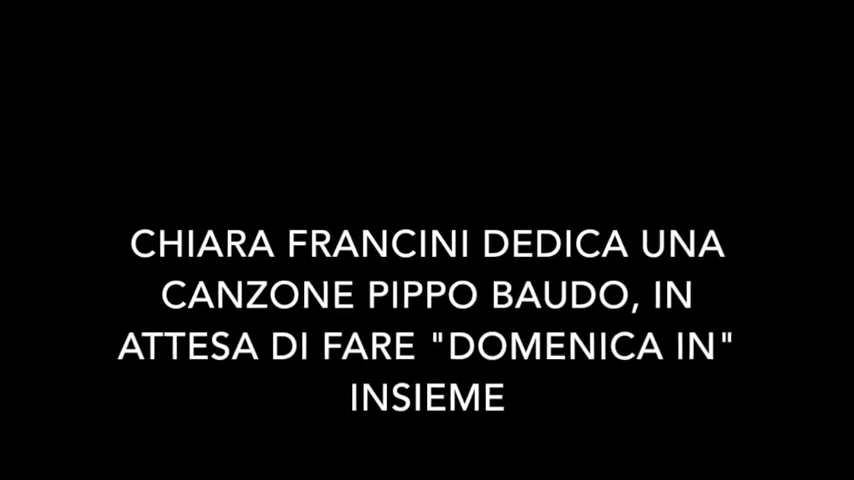 CHIARA FRANCINI DEDICA UNA
CANZONE PIPPO BAUDO, IN
ATTESA DI FARE "DOMENICA IN"
INSIEME